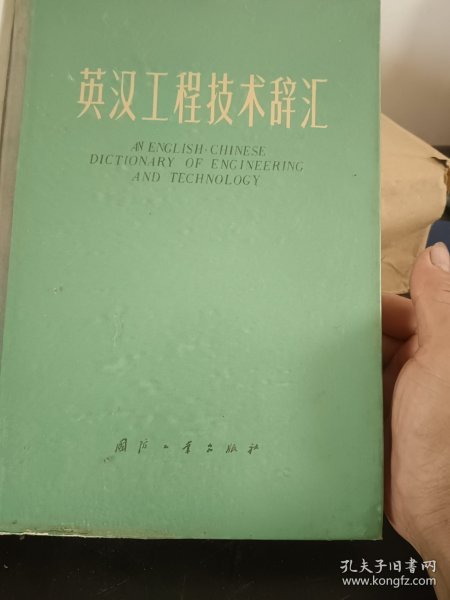 英汉工程技术辞汇
AN ENGLISH-CHINESE
DICTIONARY OF ENGINEERING
AND TECHNOLOGY
国防工业出版社
孔夫子旧书网
www.kongfz.com